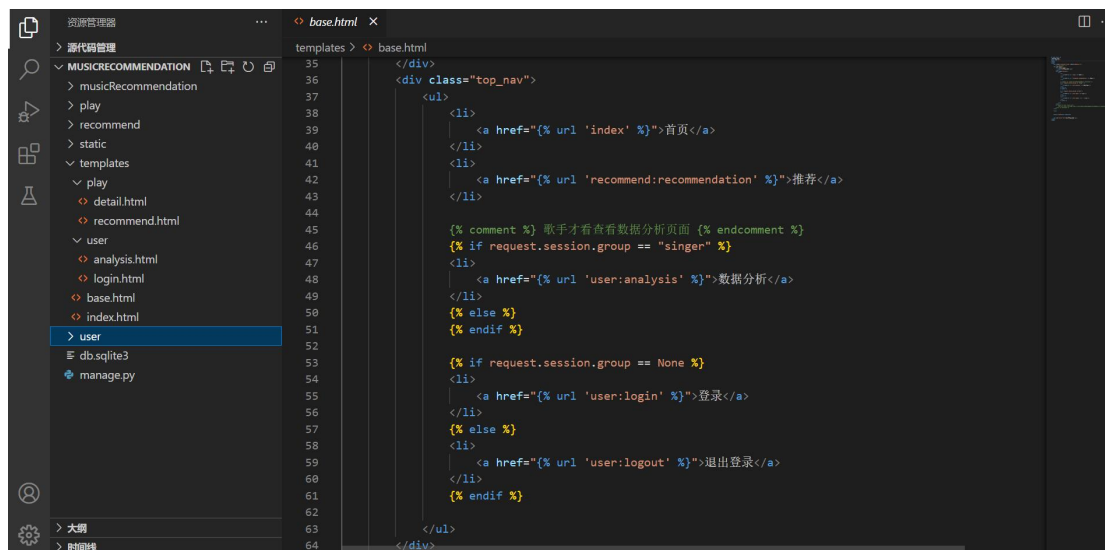 资源管理器
···
源代码管理
MUSICRECOMMENDATION
musicRecommendation
play
recommend
static
templates
play
detail.html
recommend.html
user
analysis.html
login.html
base.html
index.html
user
db.sqlite3
manage.py
大纲
时间线
base.html
templates > base.html
35 </div>
36 <div class="top_nav">
37 <ul>
38 <li>
39 <a href="{% url 'index' %}">首页</a>
40 </li>
41 <li>
42 <a href="{% url 'recommend:recommendation' %}">推荐</a>
43 </li>
44
45 {% comment %} 歌手才看查看数据分析页面 {% endcomment %}
46 {% if request.session.group == "singer" %}
47 <li>
48 <a href="{% url 'user:analysis' %}">数据分析</a>
49 </li>
50 {% else %}
51 {% endif %}
52
53 {% if request.session.group == None %}
54 <li>
55 <a href="{% url 'user:login' %}">登录</a>
56 </li>
57 {% else %}
58 <li>
59 <a href="{% url 'user:logout' %}">退出登录</a>
60 </li>
61 {% endif %}
62
63 </ul>
64 </div>